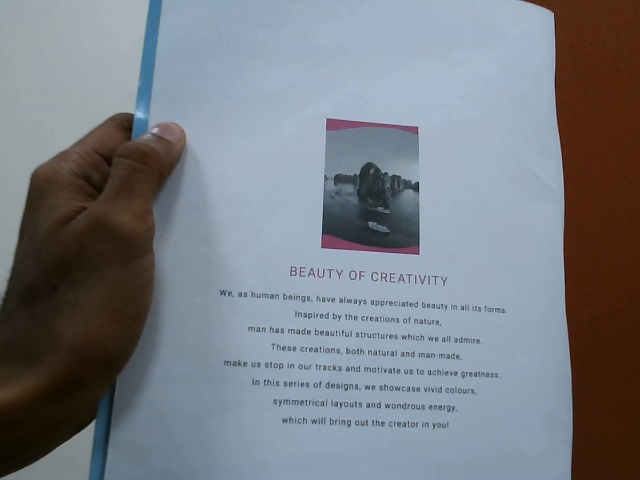 BEAUTY OF CREATIVITY
We, as human beings, have always appreciated beauty in all its forms.
Inspired by the creations of nature,
man has made beautiful structures which we all admire.
These creations, both natural and man-made,
make us stop in our tracks and motivate us to achieve greatness.
In this series of designs, we showcase vivid colours,
symmetrical layouts and wondrous energy,
which will bring out the creator in you!